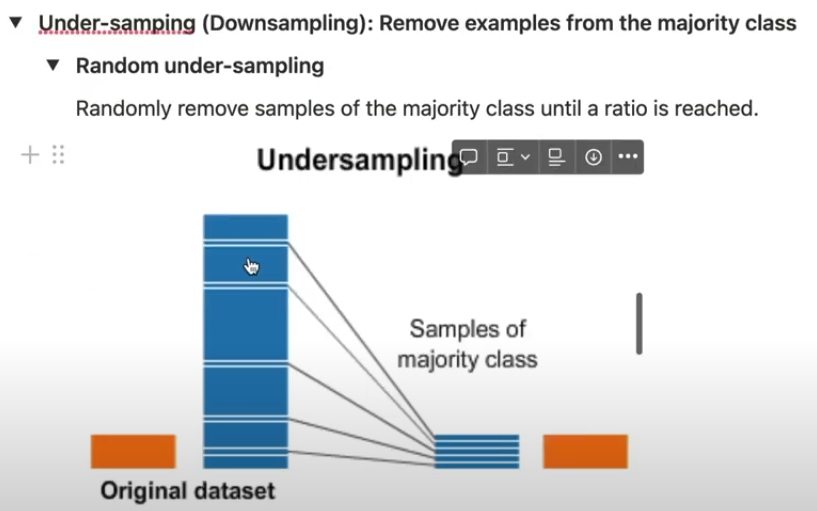 Under-samping (Downsampling): Remove examples from the majority class
Random under-sampling
Randomly remove samples of the majority class until a ratio is reached.
Undersampling
Samples of
majority class
Original dataset